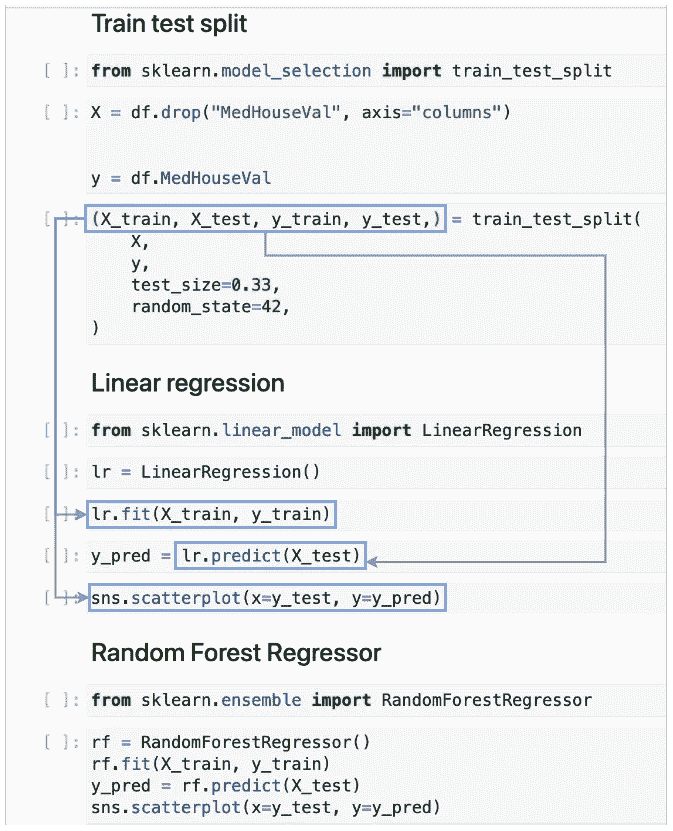 Train test split
[ ]: from sklearn.model_selection import train_test_split
[ ]: X = df.drop("MedHouseVal", axis="columns")
y = df.MedHouseVal
[ ]: (X_train, X_test, y_train, y_test,) = train_test_split(
X,
y,
test_size=0.33,
random_state=42,
)
Linear regression
[ ]: from sklearn.linear_model import LinearRegression
[ ]: lr = LinearRegression()
[ ]: lr.fit(X_train, y_train)
[ ]: y_pred = lr.predict(X_test)
[ ]: sns.scatterplot(x=y_test, y=y_pred)
Random Forest Regressor
[ ]: from sklearn.ensemble import RandomForestRegressor
[ ]: rf = RandomForestRegressor()
rf.fit(X_train, y_train)
y_pred = rf.predict(X_test)
sns.scatterplot(x=y_test, y=y_pred)